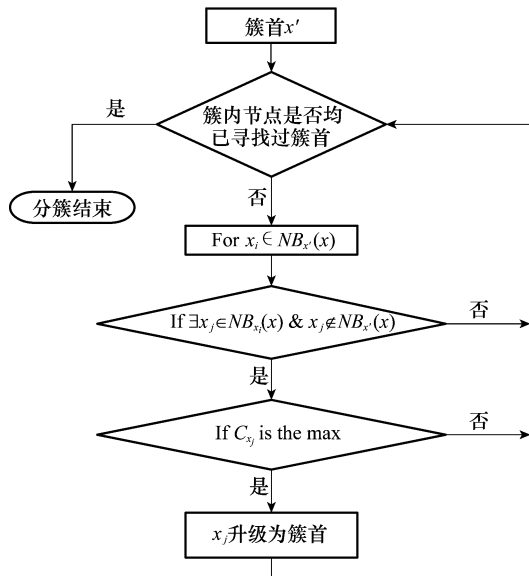 簇首x′
簇内节点是否均
已寻找过簇首
是
分簇结束
否
For xᵢ∈NBₓ′(x)
If ∃xⱼ∈NBₓᵢ(x) & xⱼ∉NBₓ′(x)
否
是
If Cₓⱼ is the max
否
是
xⱼ升级为簇首